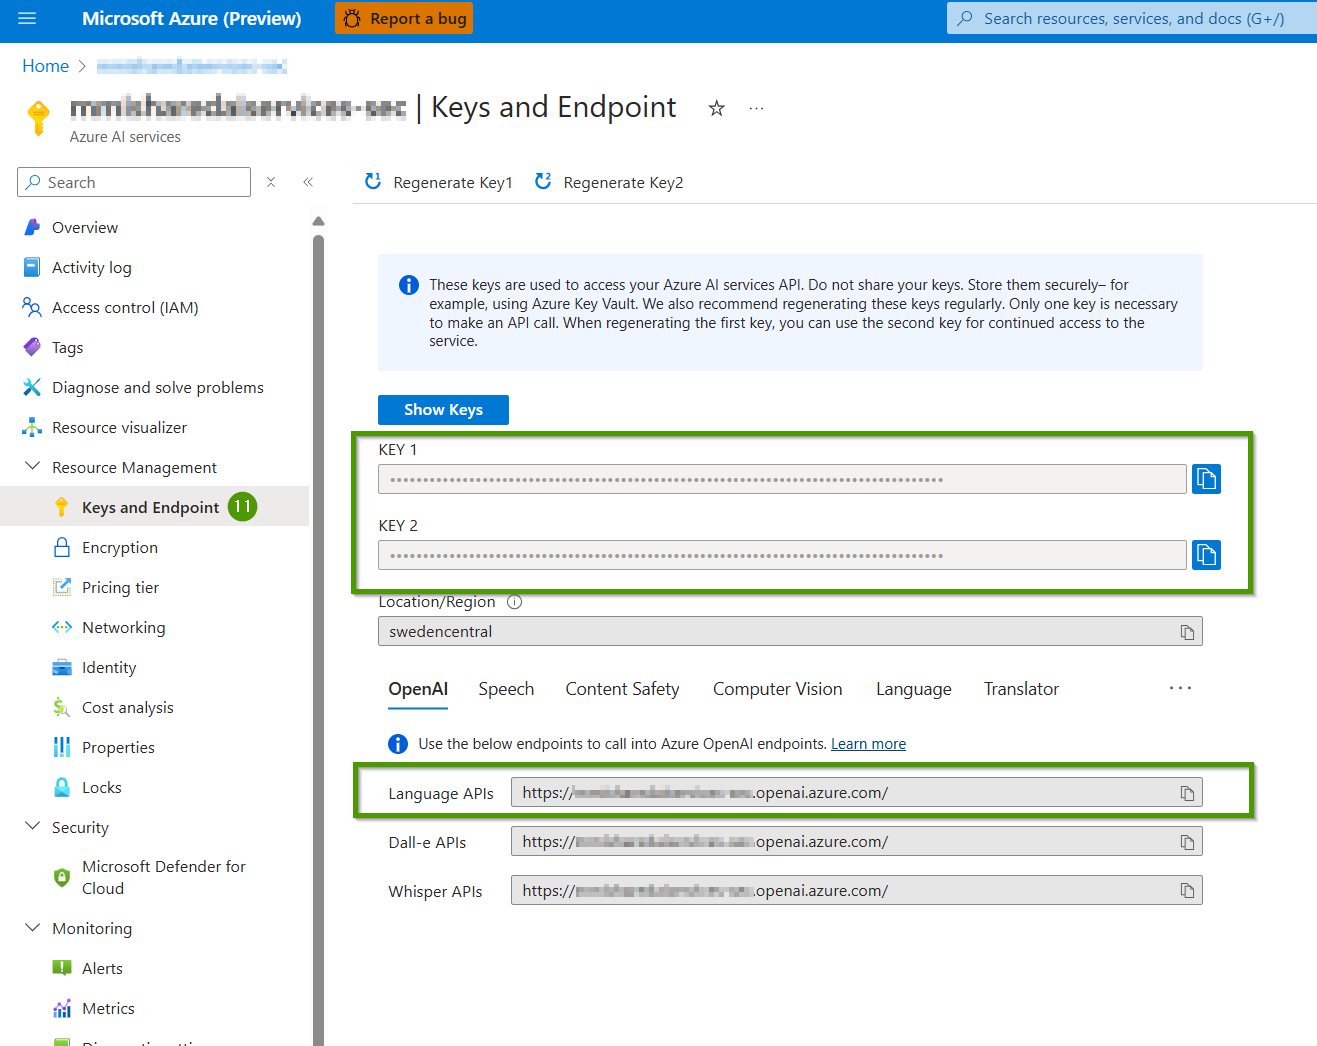 Microsoft Azure (Preview)
Report a bug
Search resources, services, and docs (G+/)
Home >
| Keys and Endpoint
Azure AI services
Search
Regenerate Key1
Regenerate Key2
Overview
Activity log
Access control (IAM)
Tags
Diagnose and solve problems
Resource visualizer
Resource Management
Keys and Endpoint 11
Encryption
Pricing tier
Networking
Identity
Cost analysis
Properties
Locks
Security
Microsoft Defender for
Cloud
Monitoring
Alerts
Metrics
These keys are used to access your Azure AI services API. Do not share your keys. Store them securely– for
example, using Azure Key Vault. We also recommend regenerating these keys regularly. Only one key is necessary
to make an API call. When regenerating the first key, you can use the second key for continued access to the
service.
Show Keys
KEY 1
KEY 2
Location/Region
swedencentral
OpenAI Speech Content Safety Computer Vision Language Translator ...
Use the below endpoints to call into Azure OpenAI endpoints. Learn more
Language APIs https:// .openai.azure.com/
Dall-e APIs https:// .openai.azure.com/
Whisper APIs https:// .openai.azure.com/